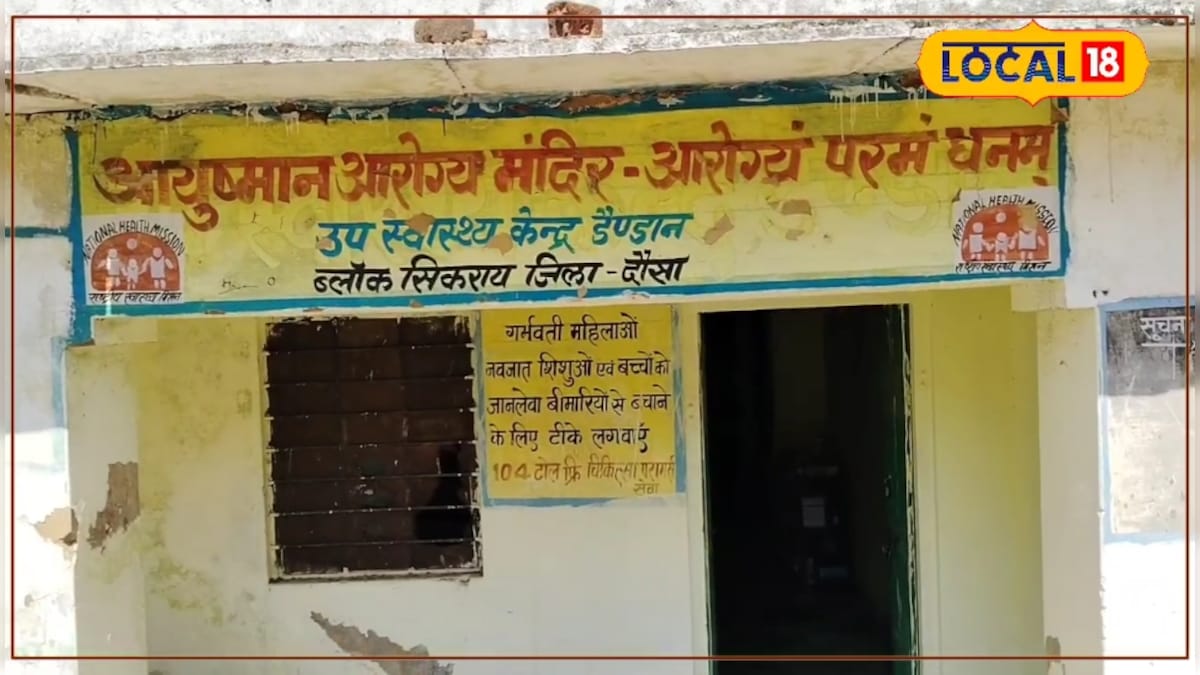 LOCAL 18
आयुष्मान आरोग्य मंदिर - आरोग्यं परमं धनम्
NATIONAL HEALTH MISSION
राष्ट्रीय स्वास्थ्य मिशन
उप स्वास्थ्य केन्द्र डैण्डान
ब्लॉक सिकराय जिला - दौसा
NATIONAL HEALTH MISSION
राष्ट्रीय स्वास्थ्य मिशन
गर्भवती महिलाओं
नवजात शिशुओं एवं बच्चों को
जानलेवा बीमारियों से बचाने
के लिए टीके लगवाएं
104 टोल फ्रि चिकित्सा परामर्श
सेवा